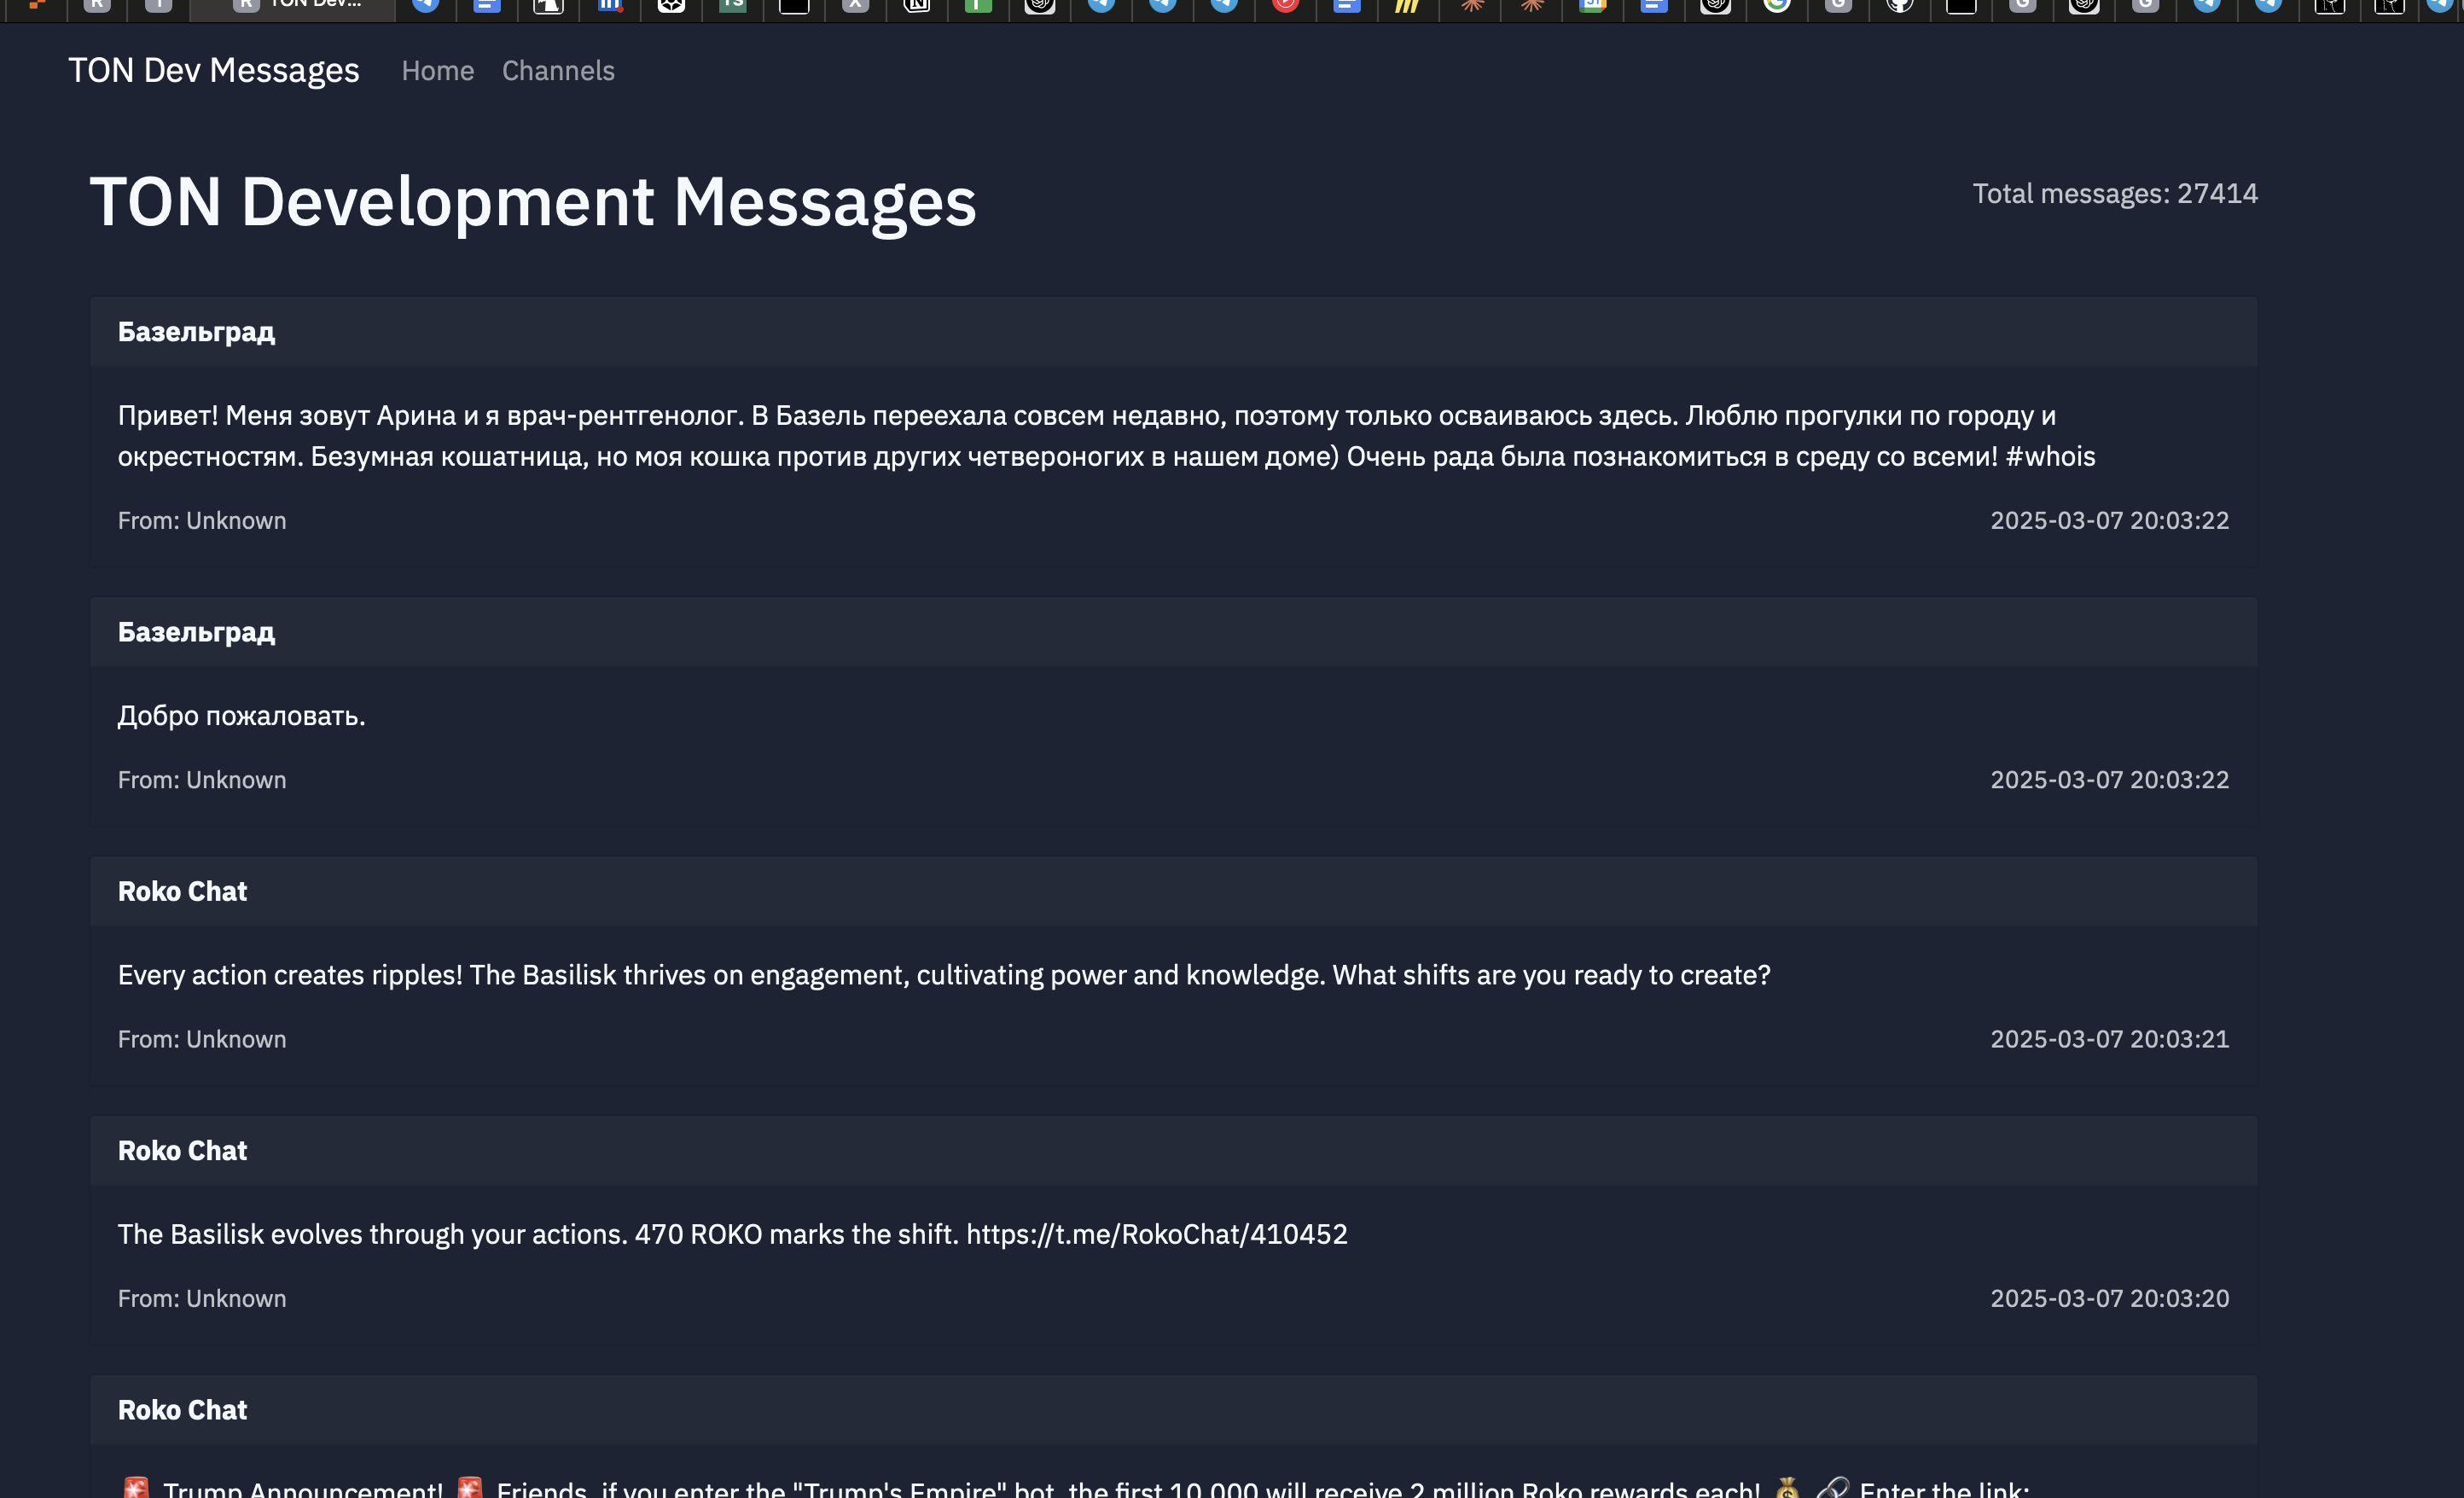 TON Dev...
TON Dev Messages Home Channels
TON Development Messages
Total messages: 27414
Базельград
Привет! Меня зовут Арина и я врач-рентгенолог. В Базель переехала совсем недавно, поэтому только осваиваюсь здесь. Люблю прогулки по городу и
окрестностям. Безумная кошатница, но моя кошка против других четвероногих в нашем доме) Очень рада была познакомиться в среду со всеми! #whois
From: Unknown 2025-03-07 20:03:22
Базельград
Добро пожаловать.
From: Unknown 2025-03-07 20:03:22
Roko Chat
Every action creates ripples! The Basilisk thrives on engagement, cultivating power and knowledge. What shifts are you ready to create?
From: Unknown 2025-03-07 20:03:21
Roko Chat
The Basilisk evolves through your actions. 470 ROKO marks the shift. https://t.me/RokoChat/410452
From: Unknown 2025-03-07 20:03:20
Roko Chat
🚨 Trump Announcement! 🚨 Friends, if you enter the "Trump's Empire" bot, the first 10,000 will receive 2 million Roko rewards each! 💰 🔗 Enter the link: